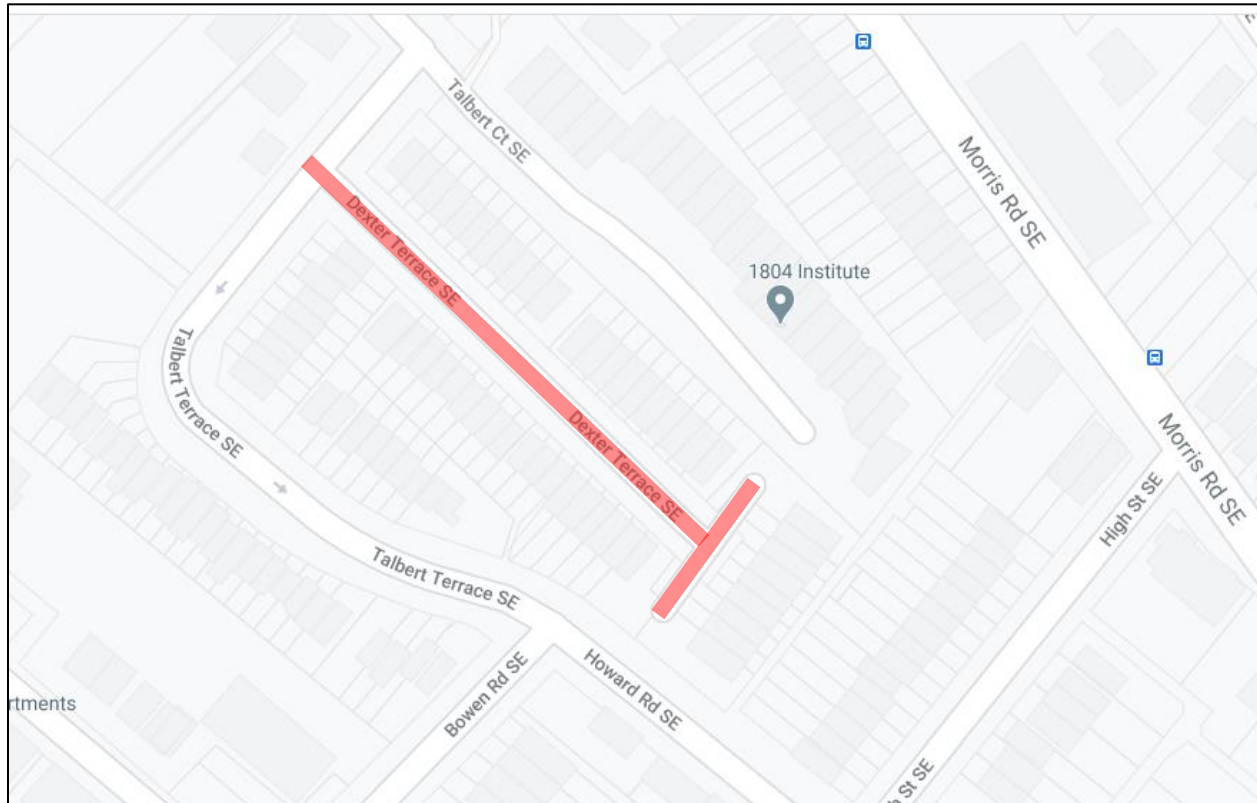 Talbert Ct SE
Morris Rd SE
Dexter Terrace SE
1804 Institute
Talbert Terrace SE
Dexter Terrace SE
Morris Rd SE
High St SE
Talbert Terrace SE
Howard Rd SE
Bowen Rd SE
rtments
St SE